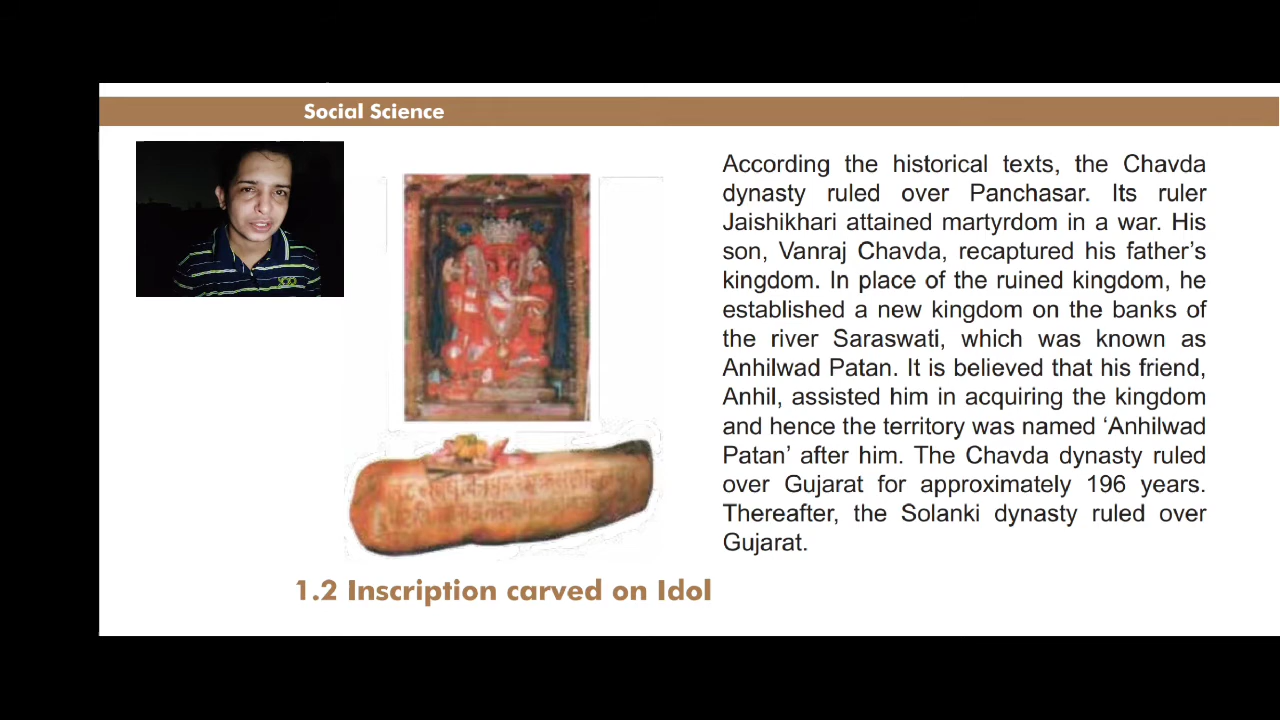 Social Science
According the historical texts, the Chavda
dynasty ruled over Panchasar. Its ruler
Jaishikhari attained martyrdom in a war. His
son, Vanraj Chavda, recaptured his father's
kingdom. In place of the ruined kingdom, he
established a new kingdom on the banks of
the river Saraswati, which was known as
Anhilwad Patan. It is believed that his friend,
Anhil, assisted him in acquiring the kingdom
and hence the territory was named ‘Anhilwad
Patan’ after him. The Chavda dynasty ruled
over Gujarat for approximately 196 years.
Thereafter, the Solanki dynasty ruled over
Gujarat.
1.2 Inscription carved on Idol